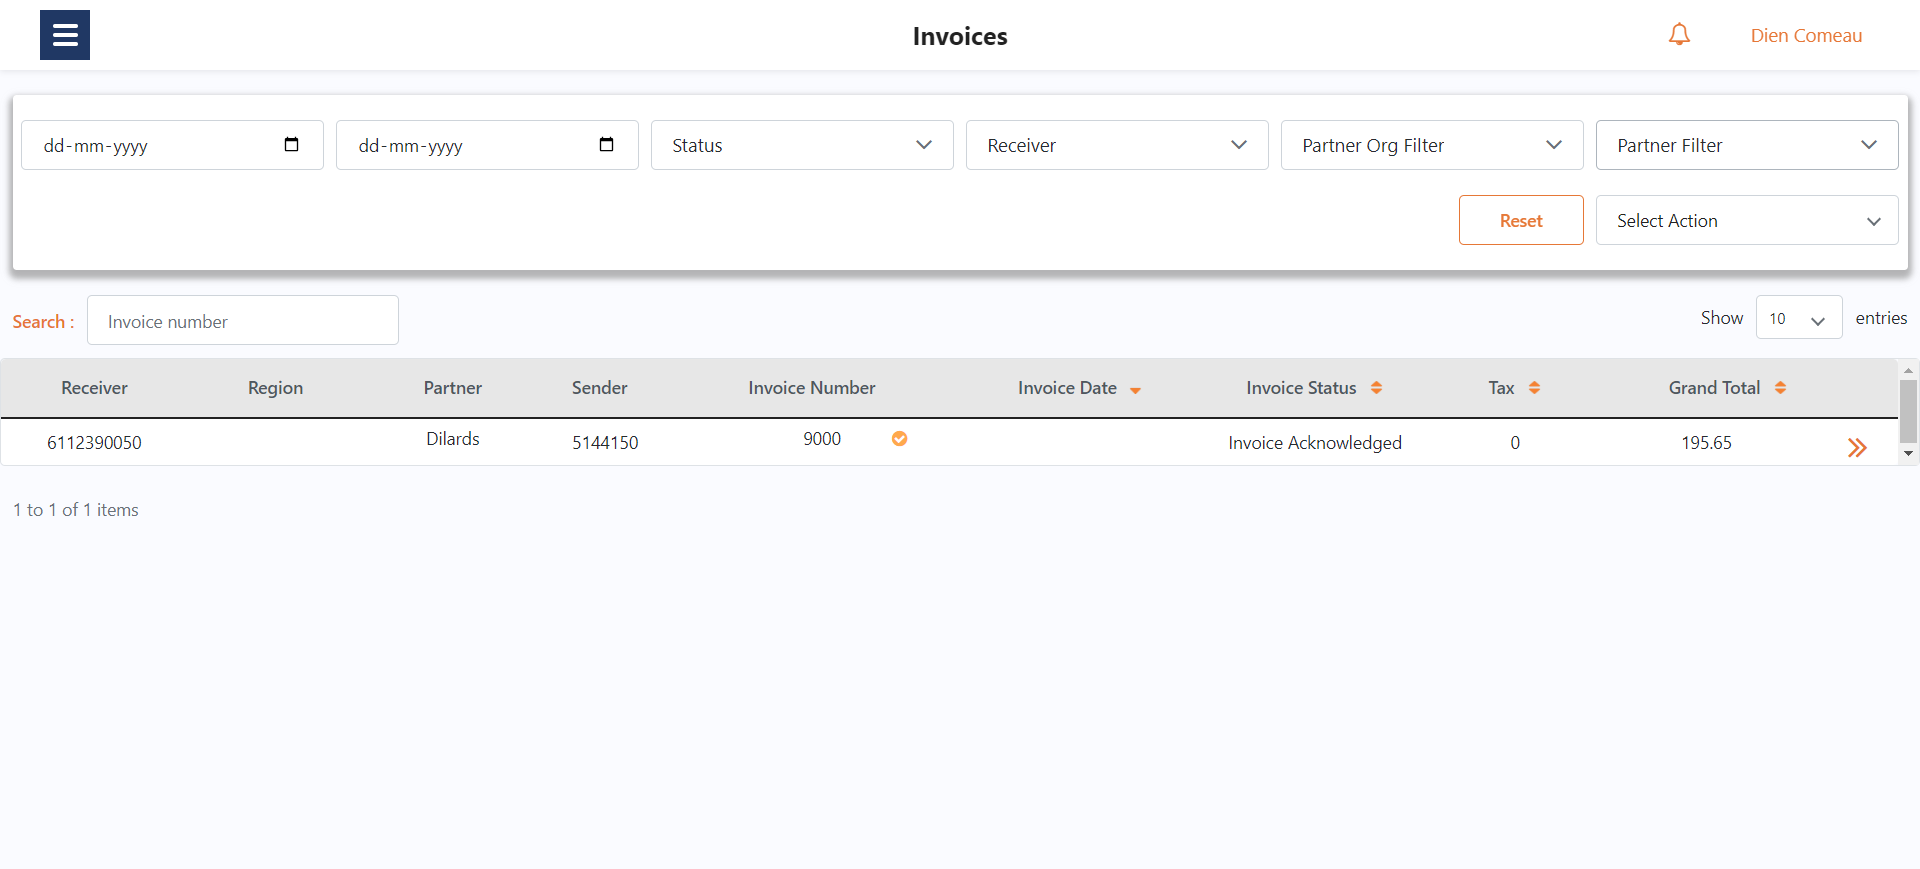 Invoices
Dien Comeau
dd-mm-yyyy dd-mm-yyyy Status Receiver Partner Org Filter Partner Filter
Reset Select Action
Search : Invoice number Show 10 entries
Receiver Region Partner Sender Invoice Number Invoice Date Invoice Status Tax Grand Total
6112390050 Dilards 5144150 9000 Invoice Acknowledged 0 195.65
1 to 1 of 1 items